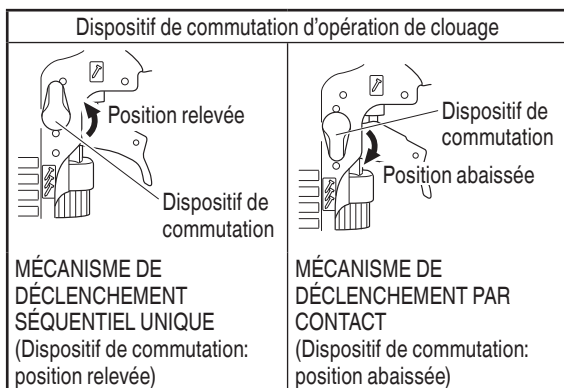 Dispositif de commutation d’opération de clouage
Position relevée
Dispositif de
commutation
MÉCANISME DE
DÉCLENCHEMENT
SÉQUENTIEL UNIQUE
(Dispositif de commutation:
position relevée)
Dispositif de
commutation
Position abaissée
MÉCANISME DE
DÉCLENCHEMENT PAR
CONTACT
(Dispositif de commutation:
position abaissée)